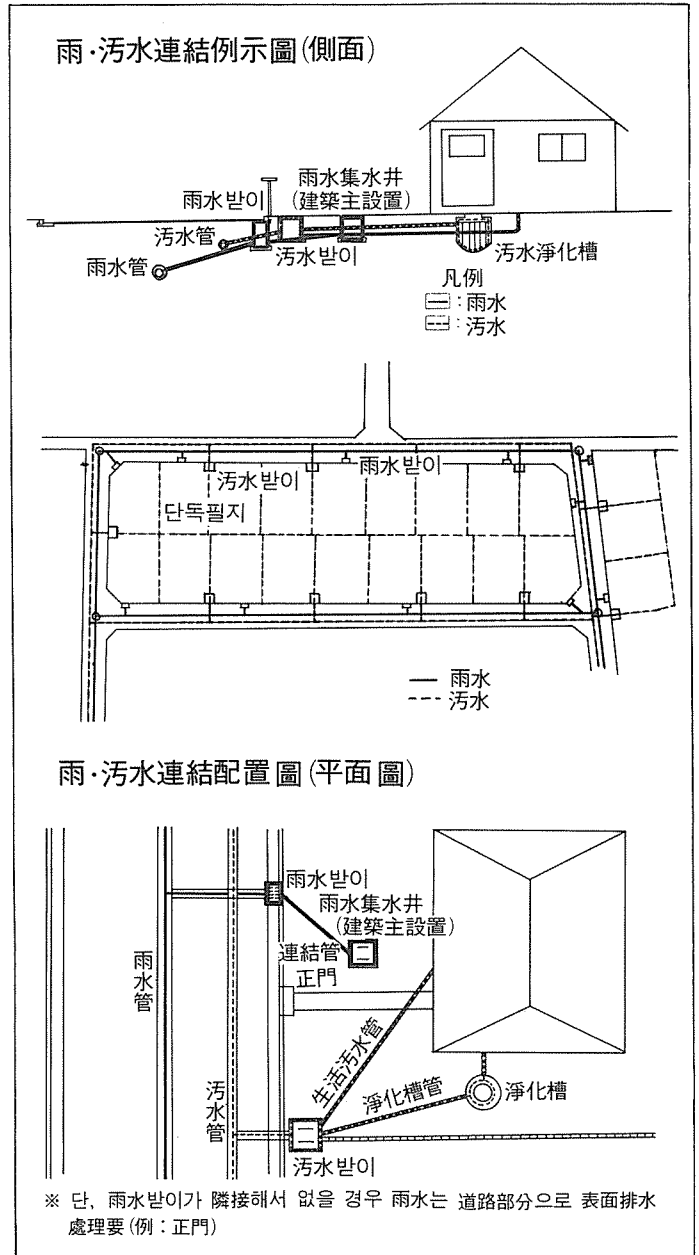 雨·汚水連結例示圖(側面)
雨水集水井
(建築主設置)
雨水받이
汚水管
雨水管
汚水받이
汚水淨化槽
凡例
: 雨水
: 汚水
汚水받이
雨水받이
단독필지
雨水
汚水
雨·汚水連結配置圖(平面圖)
雨水받이
雨水集水井
(建築主設置)
連結管
正門
雨水管
汚水管
生活汚水管
淨化槽管
淨化槽
汚水받이
※ 단, 雨水받이가 隣接해서 없을 경우 雨水는 道路部分으로 表面排水
處理要(例 : 正門)